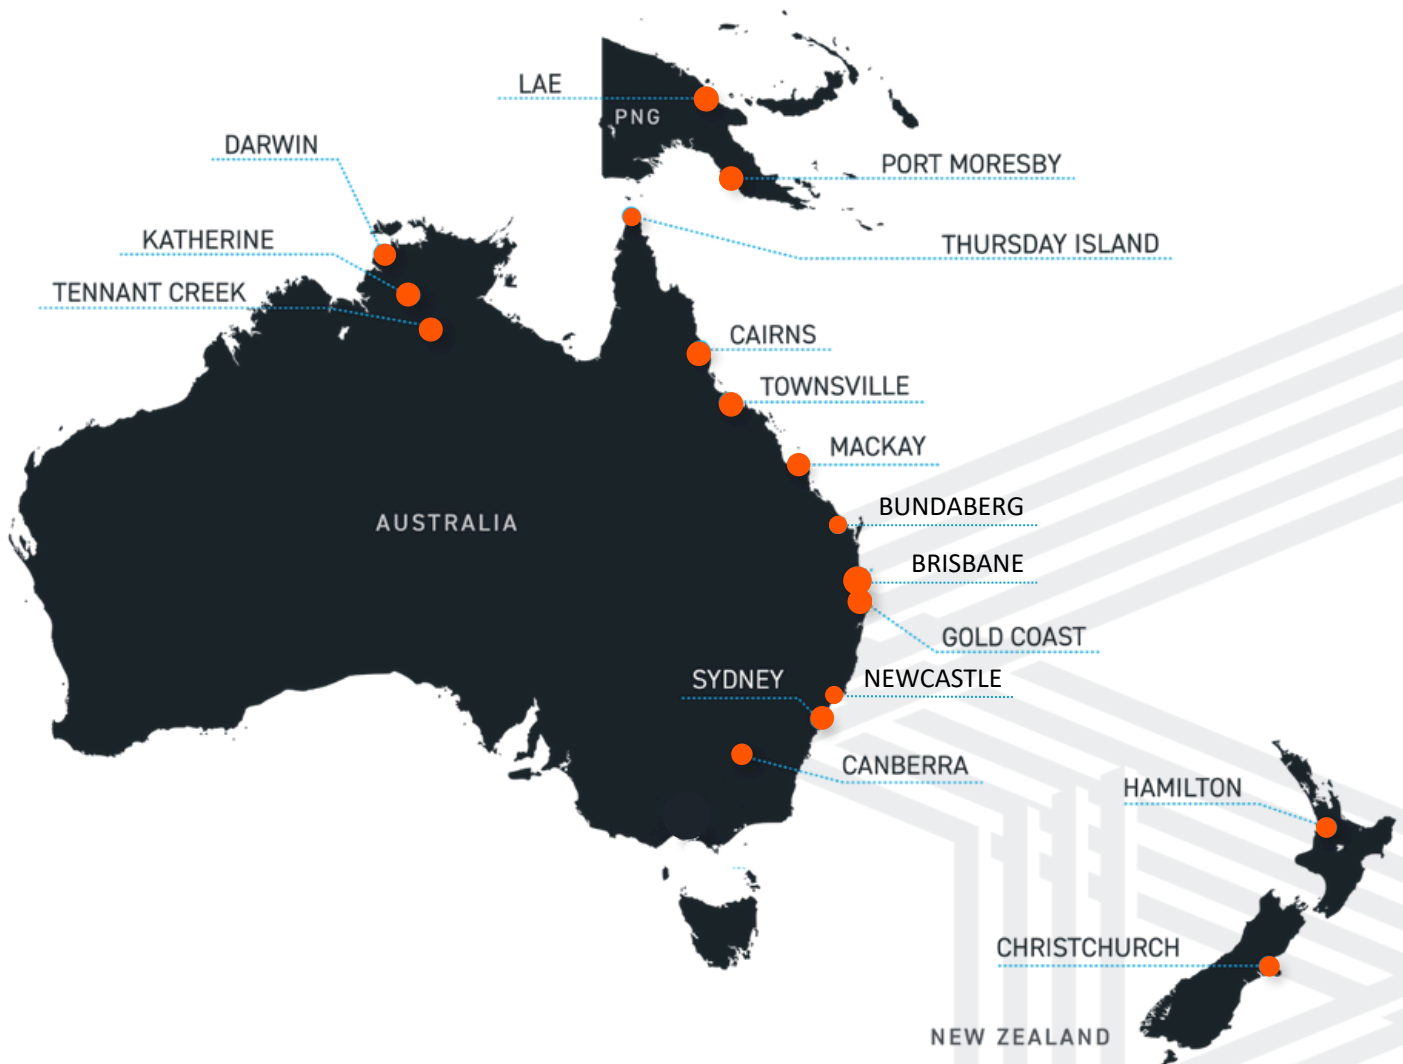 LAE
PNG
DARWIN
PORT MORESBY
KATHERINE
THURSDAY ISLAND
TENNANT CREEK
CAIRNS
TOWNSVILLE
MACKAY
BUNDABERG
AUSTRALIA
BRISBANE
GOLD COAST
SYDNEY
NEWCASTLE
CANBERRA
HAMILTON
CHRISTCHURCH
NEW ZEALAND